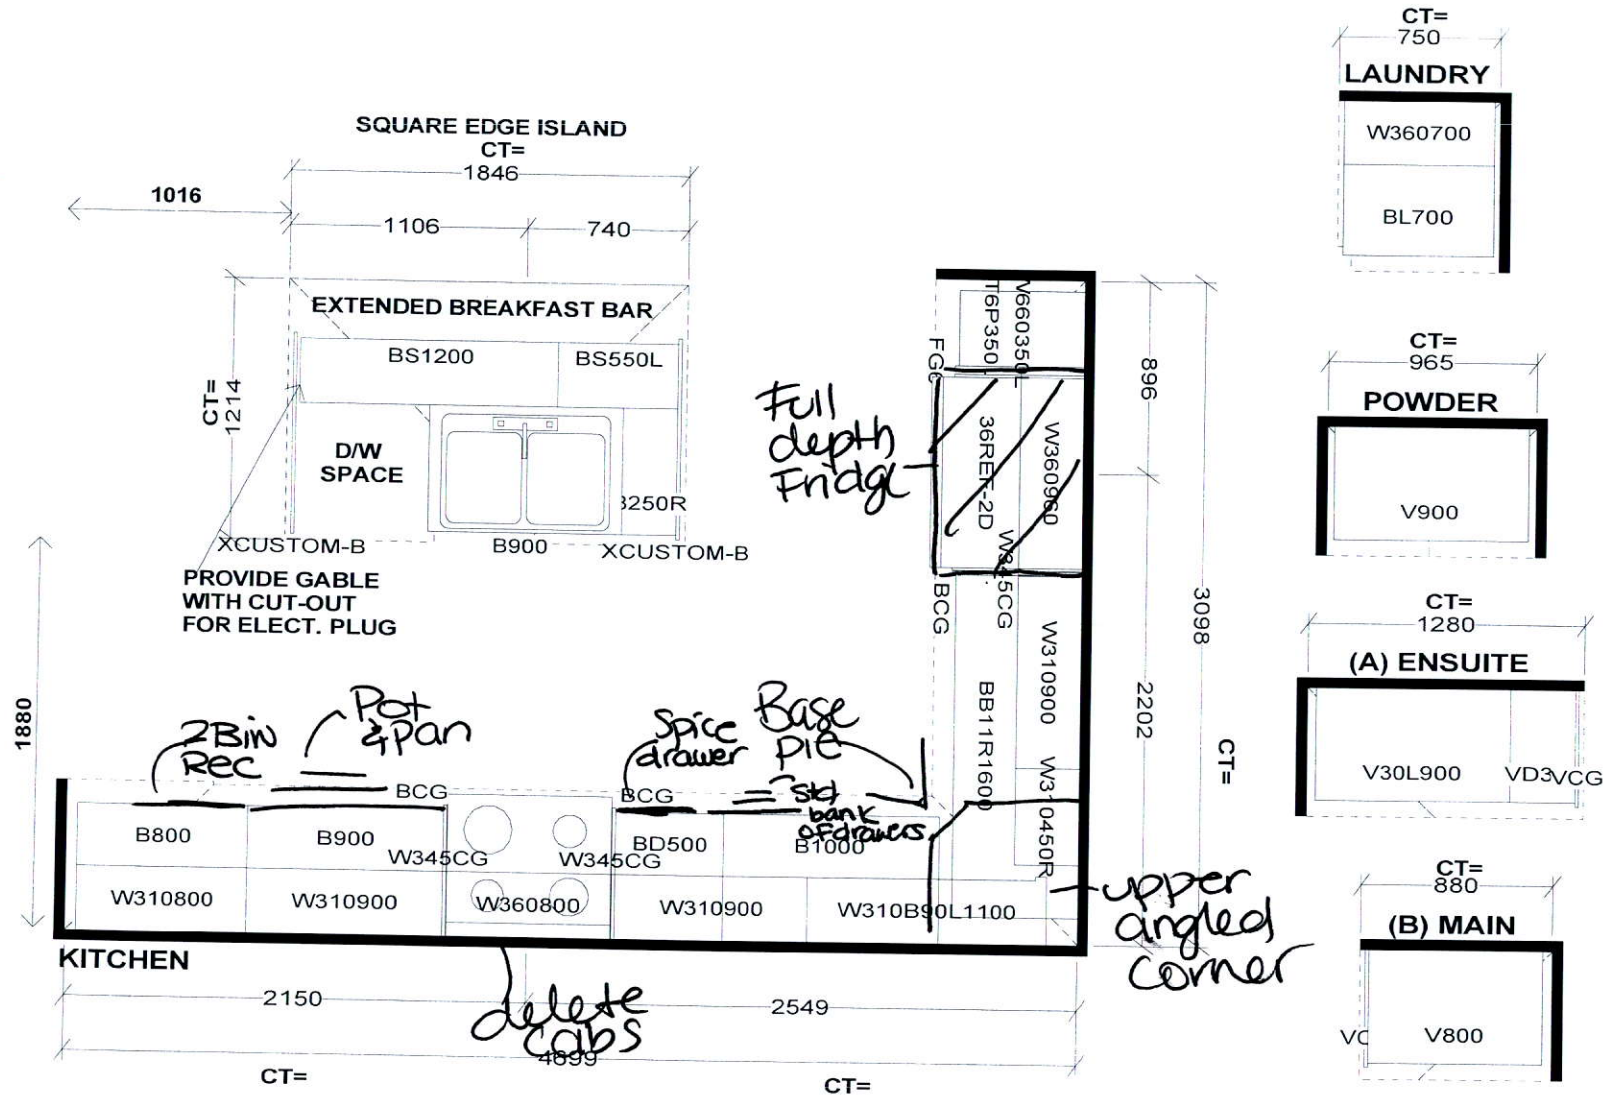 SQUARE EDGE ISLAND
CT=
1846
1016
1106
740
EXTENDED BREAKFAST BAR
BS1200
BS550L
CT=
1214
D/W
SPACE
B900
XCUSTOM-B
XCUSTOM-B
PROVIDE GABLE
WITH CUT-OUT
FOR ELECT. PLUG
1880
Full
depth
Fridge
T6P350
V660350L
36REF-2D
W360960
W345CG
BCG
W310900
BB11R1600
W310450R
896
2202
3098
CT=
2Bin
Rec
Pot
& Pan
BCG
Spice
drawer
BCG
Base
pie
Std
bank
of drawers
B800
B900
W345CG
W345CG
BD500
B1000
W310800
W310900
W360800
W310900
W310B90L1100
upper
angled
corner
KITCHEN
2150
delete
cabs
2549
4699
CT=
CT=
CT=
750
LAUNDRY
W360700
BL700
CT=
965
POWDER
V900
CT=
1280
(A) ENSUITE
V30L900
VD3
VCG
CT=
880
(B) MAIN
V800